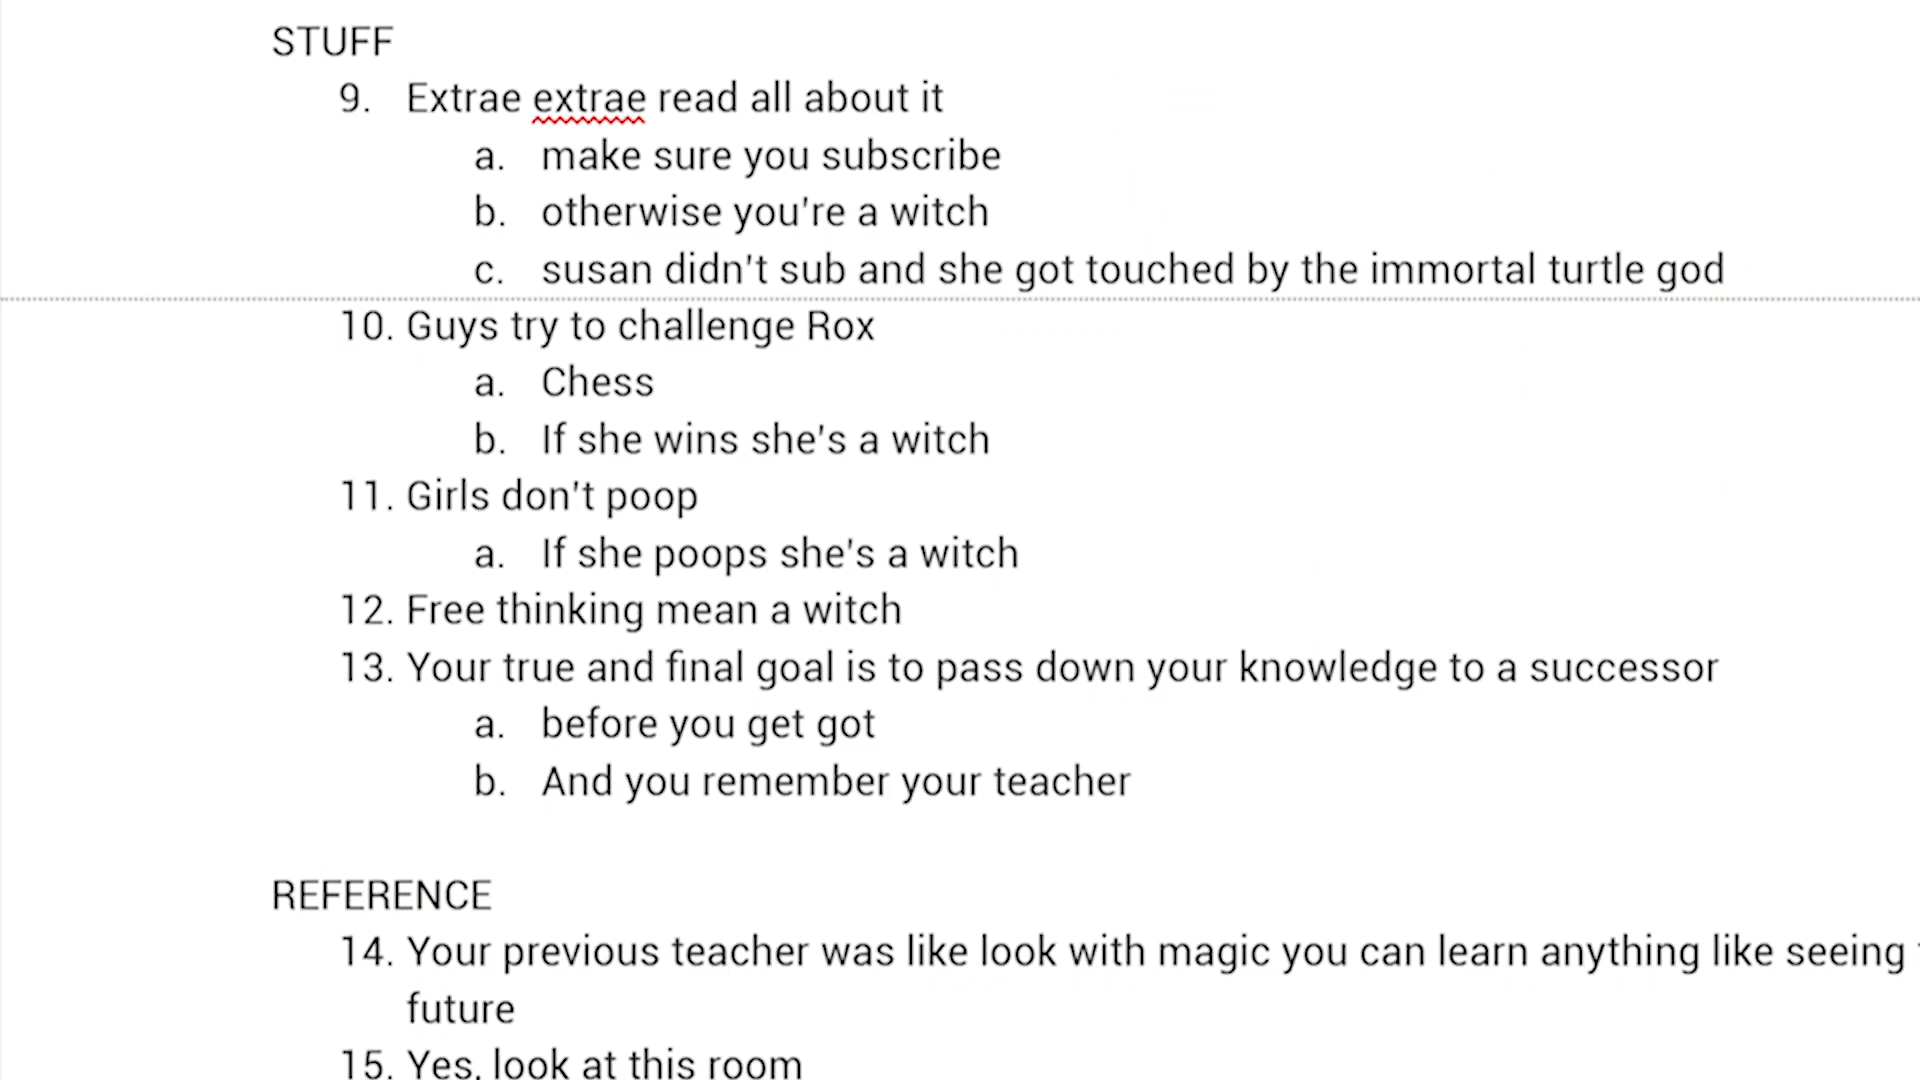 STUFF
9. Extrae extrae read all about it
a. make sure you subscribe
b. otherwise you're a witch
c. susan didn't sub and she got touched by the immortal turtle god
10. Guys try to challenge Rox
a. Chess
b. If she wins she's a witch
11. Girls don't poop
a. If she poops she's a witch
12. Free thinking mean a witch
13. Your true and final goal is to pass down your knowledge to a successor
a. before you get got
b. And you remember your teacher
REFERENCE
14. Your previous teacher was like look with magic you can learn anything like seeing
future
15. Yes, look at this room